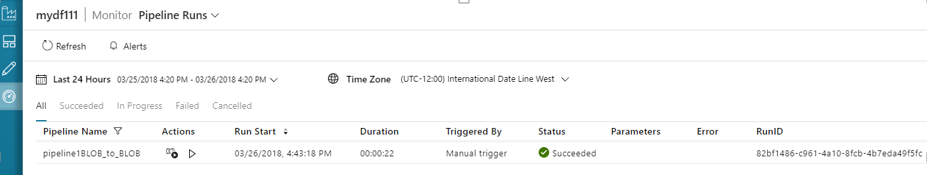 mydf111 | Monitor Pipeline Runs
Refresh Alerts
Last 24 Hours 03/25/2018 4:20 PM - 03/26/2018 4:20 PM Time Zone (UTC-12:00) International Date Line West
All Succeeded In Progress Failed Cancelled
Pipeline Name Actions Run Start Duration Triggered By Status Parameters Error RunID
pipeline1BLOB_to_BLOB 03/26/2018, 4:43:18 PM 00:00:22 Manual trigger Succeeded 82bf1486-c961-4a10-8fcb-4b7eda49f5fc